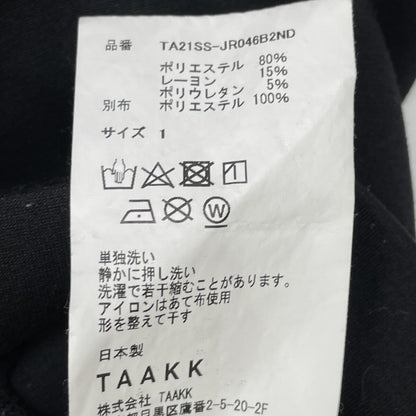 品番 TA21SS-JR046B2ND
ポリエステル 80%
レーヨン 15%
ポリウレタン 5%
別布 ポリエステル 100%
サイズ 1
W
単独洗い
静かに押し洗い
洗濯で若干縮むことがあります。
アイロンはあて布使用
形を整えて干す
日本製
TAAKK
株式会社 TAAKK
目黒区鷹番2-5-20-2F